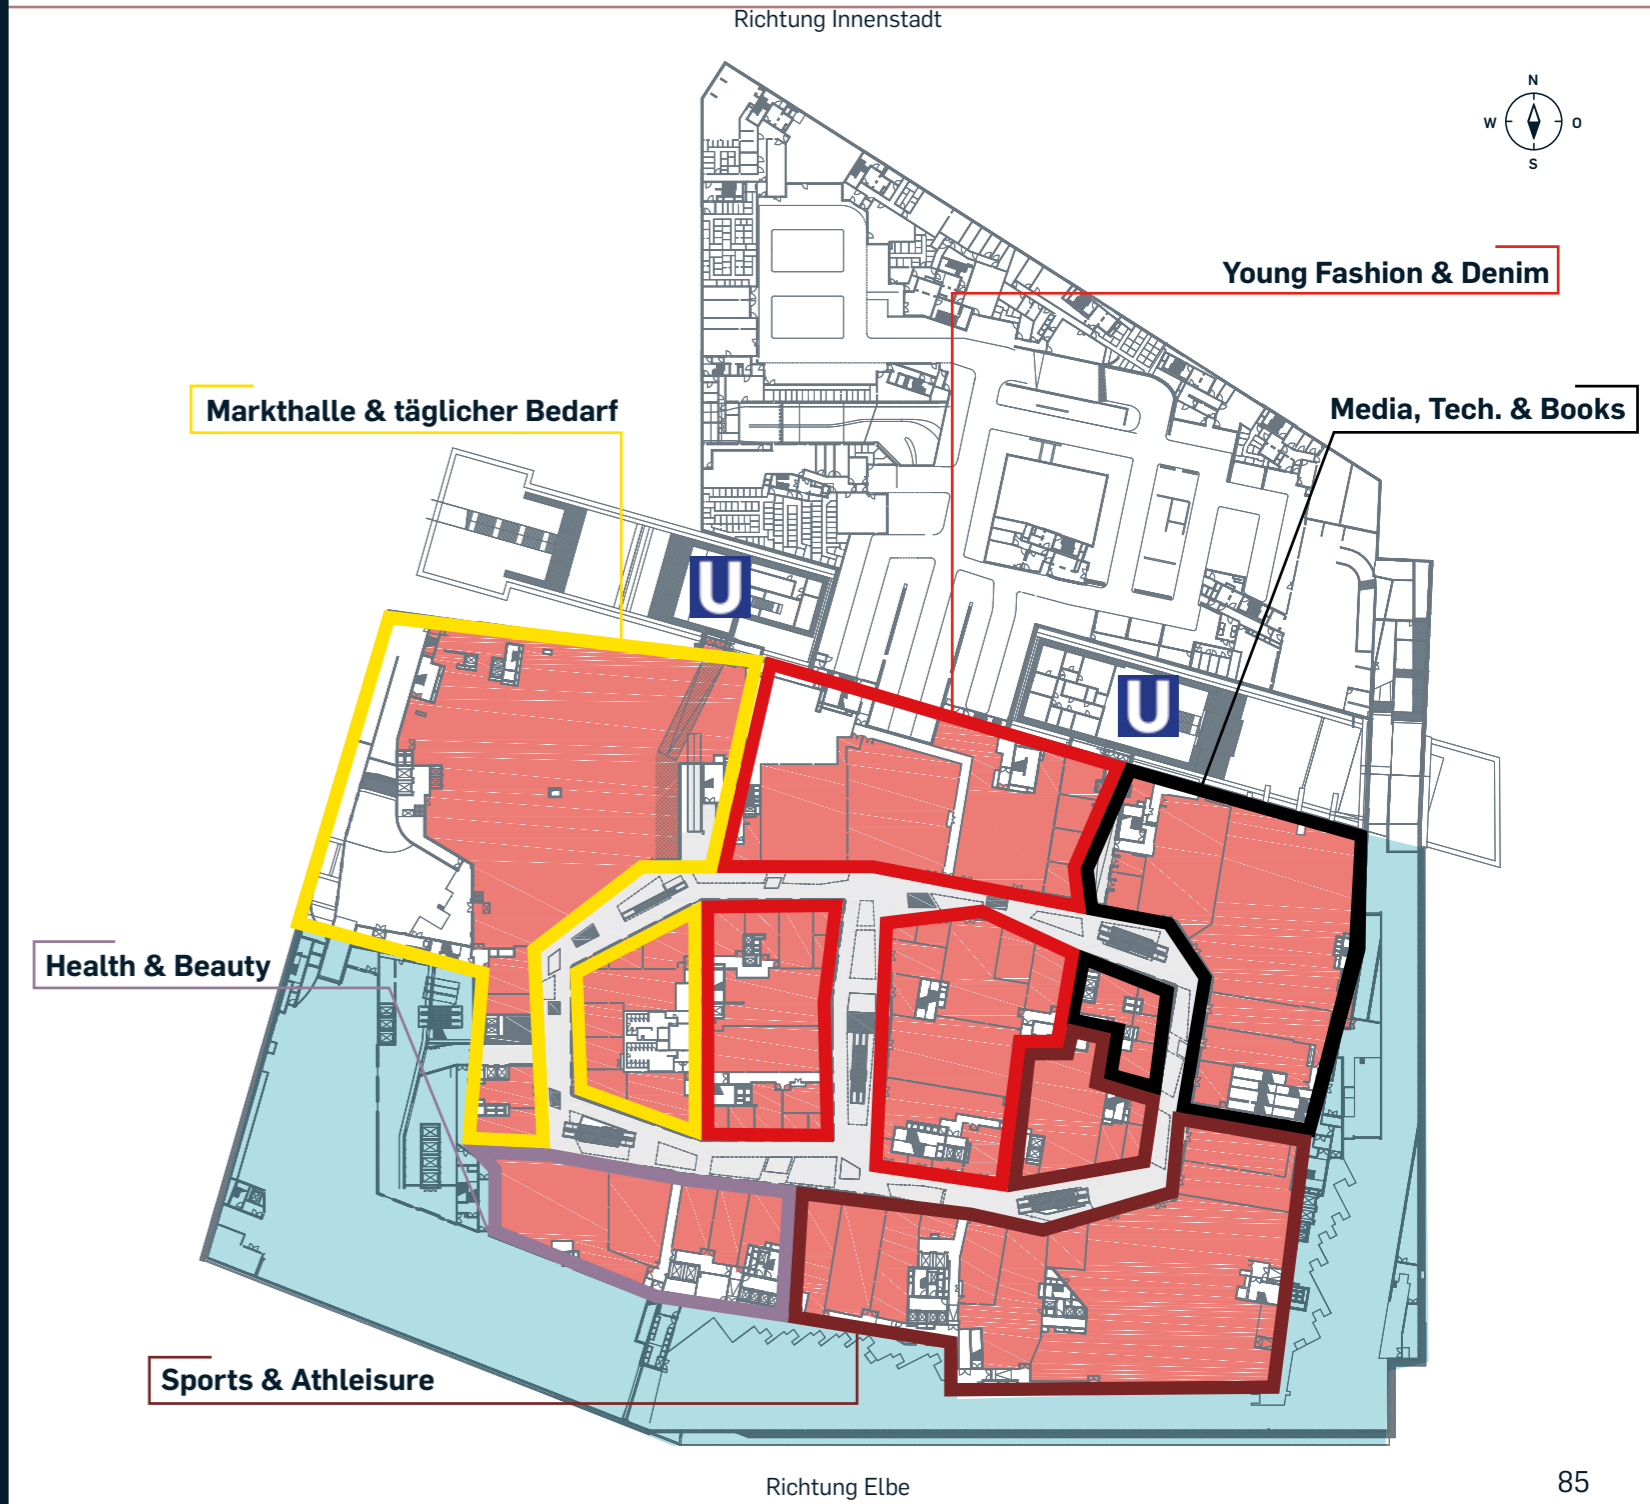 Richtung Innenstadt
N
W
O
S
Young Fashion & Denim
Markthalle & täglicher Bedarf
Media, Tech. & Books
U
U
Health & Beauty
Sports & Athleisure
Richtung Elbe
85